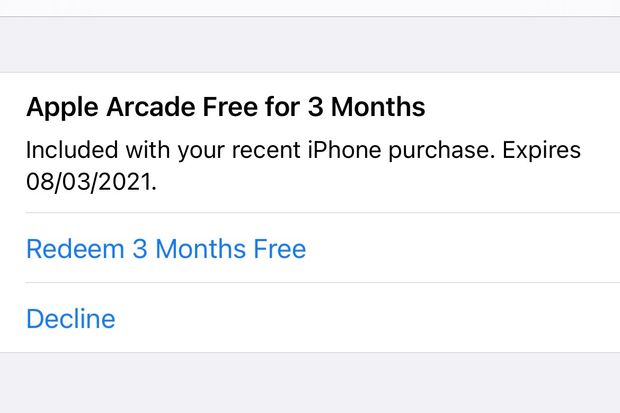 Apple Arcade Free for 3 Months
Included with your recent iPhone purchase. Expires
08/03/2021.
Redeem 3 Months Free
Decline